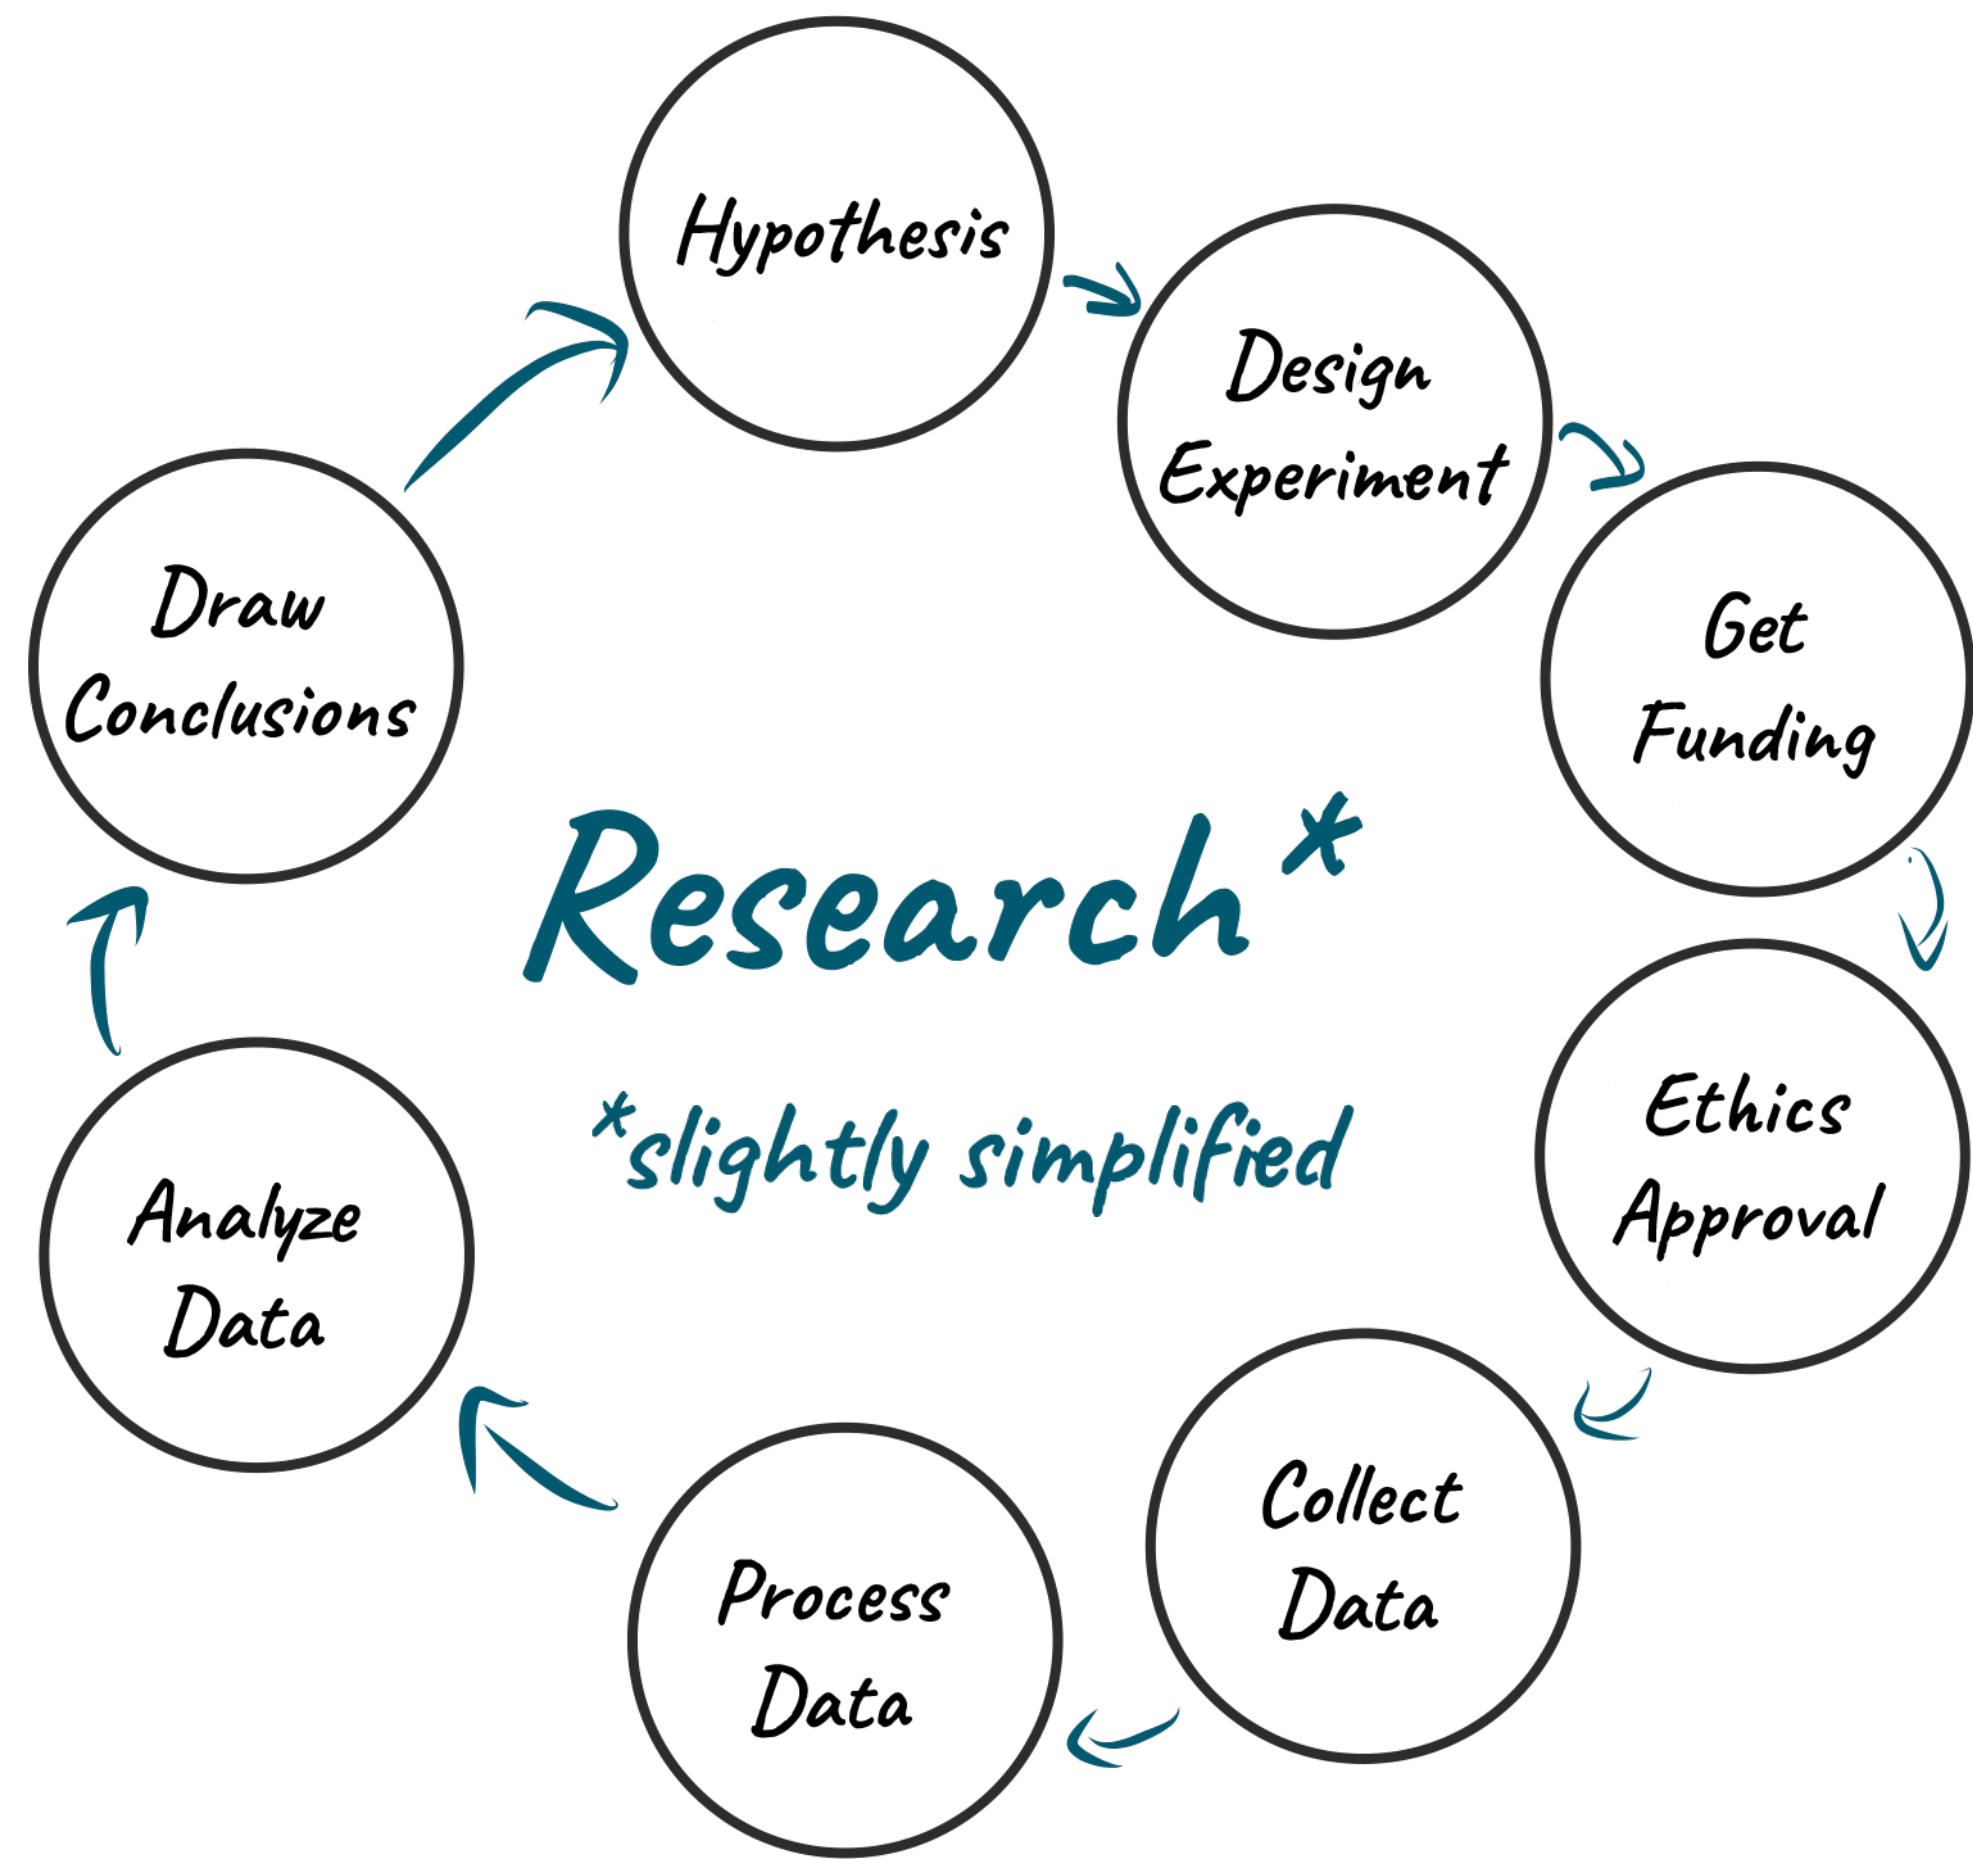 Hypothesis
Design
Experiment
Get
Funding
Ethics
Approval
Collect
Data
Process
Data
Analyze
Data
Draw
Conclusions
Research*
*slightly simplified